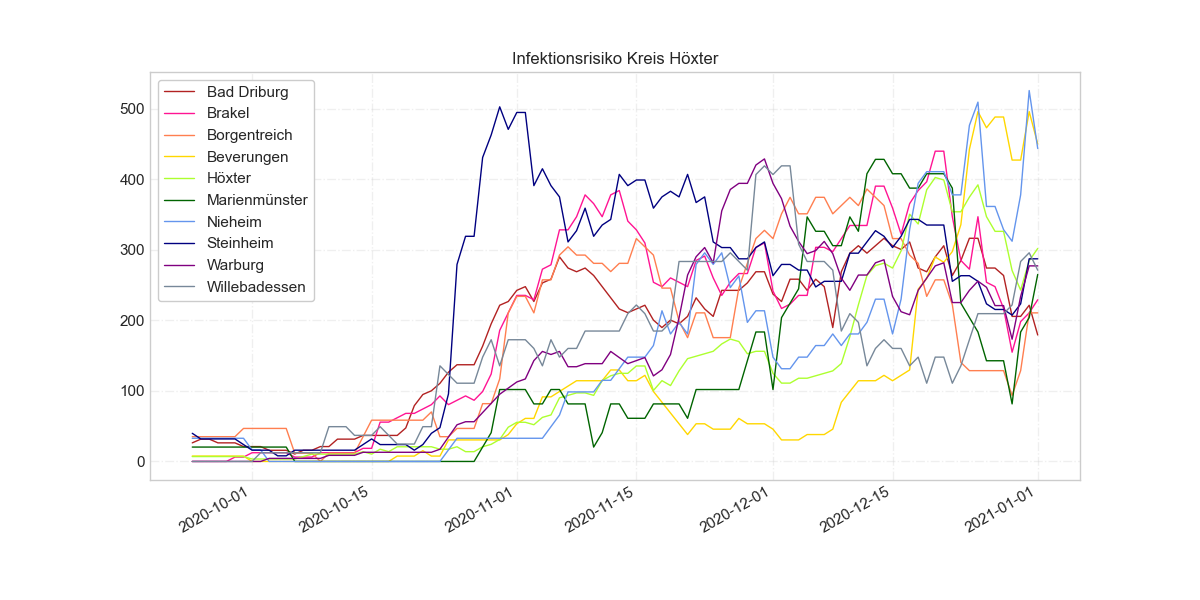 Infektionsrisiko Kreis Höxter
500
400
300
200
100
0
Bad Driburg
Brakel
Borgentreich
Beverungen
Höxter
Marienmünster
Nieheim
Steinheim
Warburg
Willebadessen
2020-10-01
2020-10-15
2020-11-01
2020-11-15
2020-12-01
2020-12-15
2021-01-01